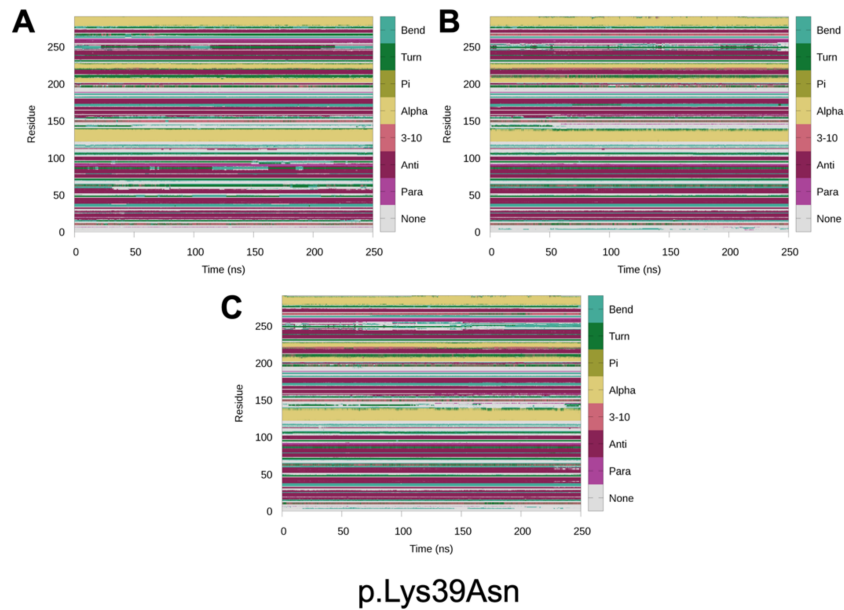 A
Residue
250
200
150
100
50
0
0 50 100 150 200 250
Time (ns)
Bend
Turn
Pi
Alpha
3-10
Anti
Para
None
B
Residue
250
200
150
100
50
0
0 50 100 150 200 250
Time (ns)
Bend
Turn
Pi
Alpha
3-10
Anti
Para
None
C
Residue
250
200
150
100
50
0
0 50 100 150 200 250
Time (ns)
Bend
Turn
Pi
Alpha
3-10
Anti
Para
None
p.Lys39Asn